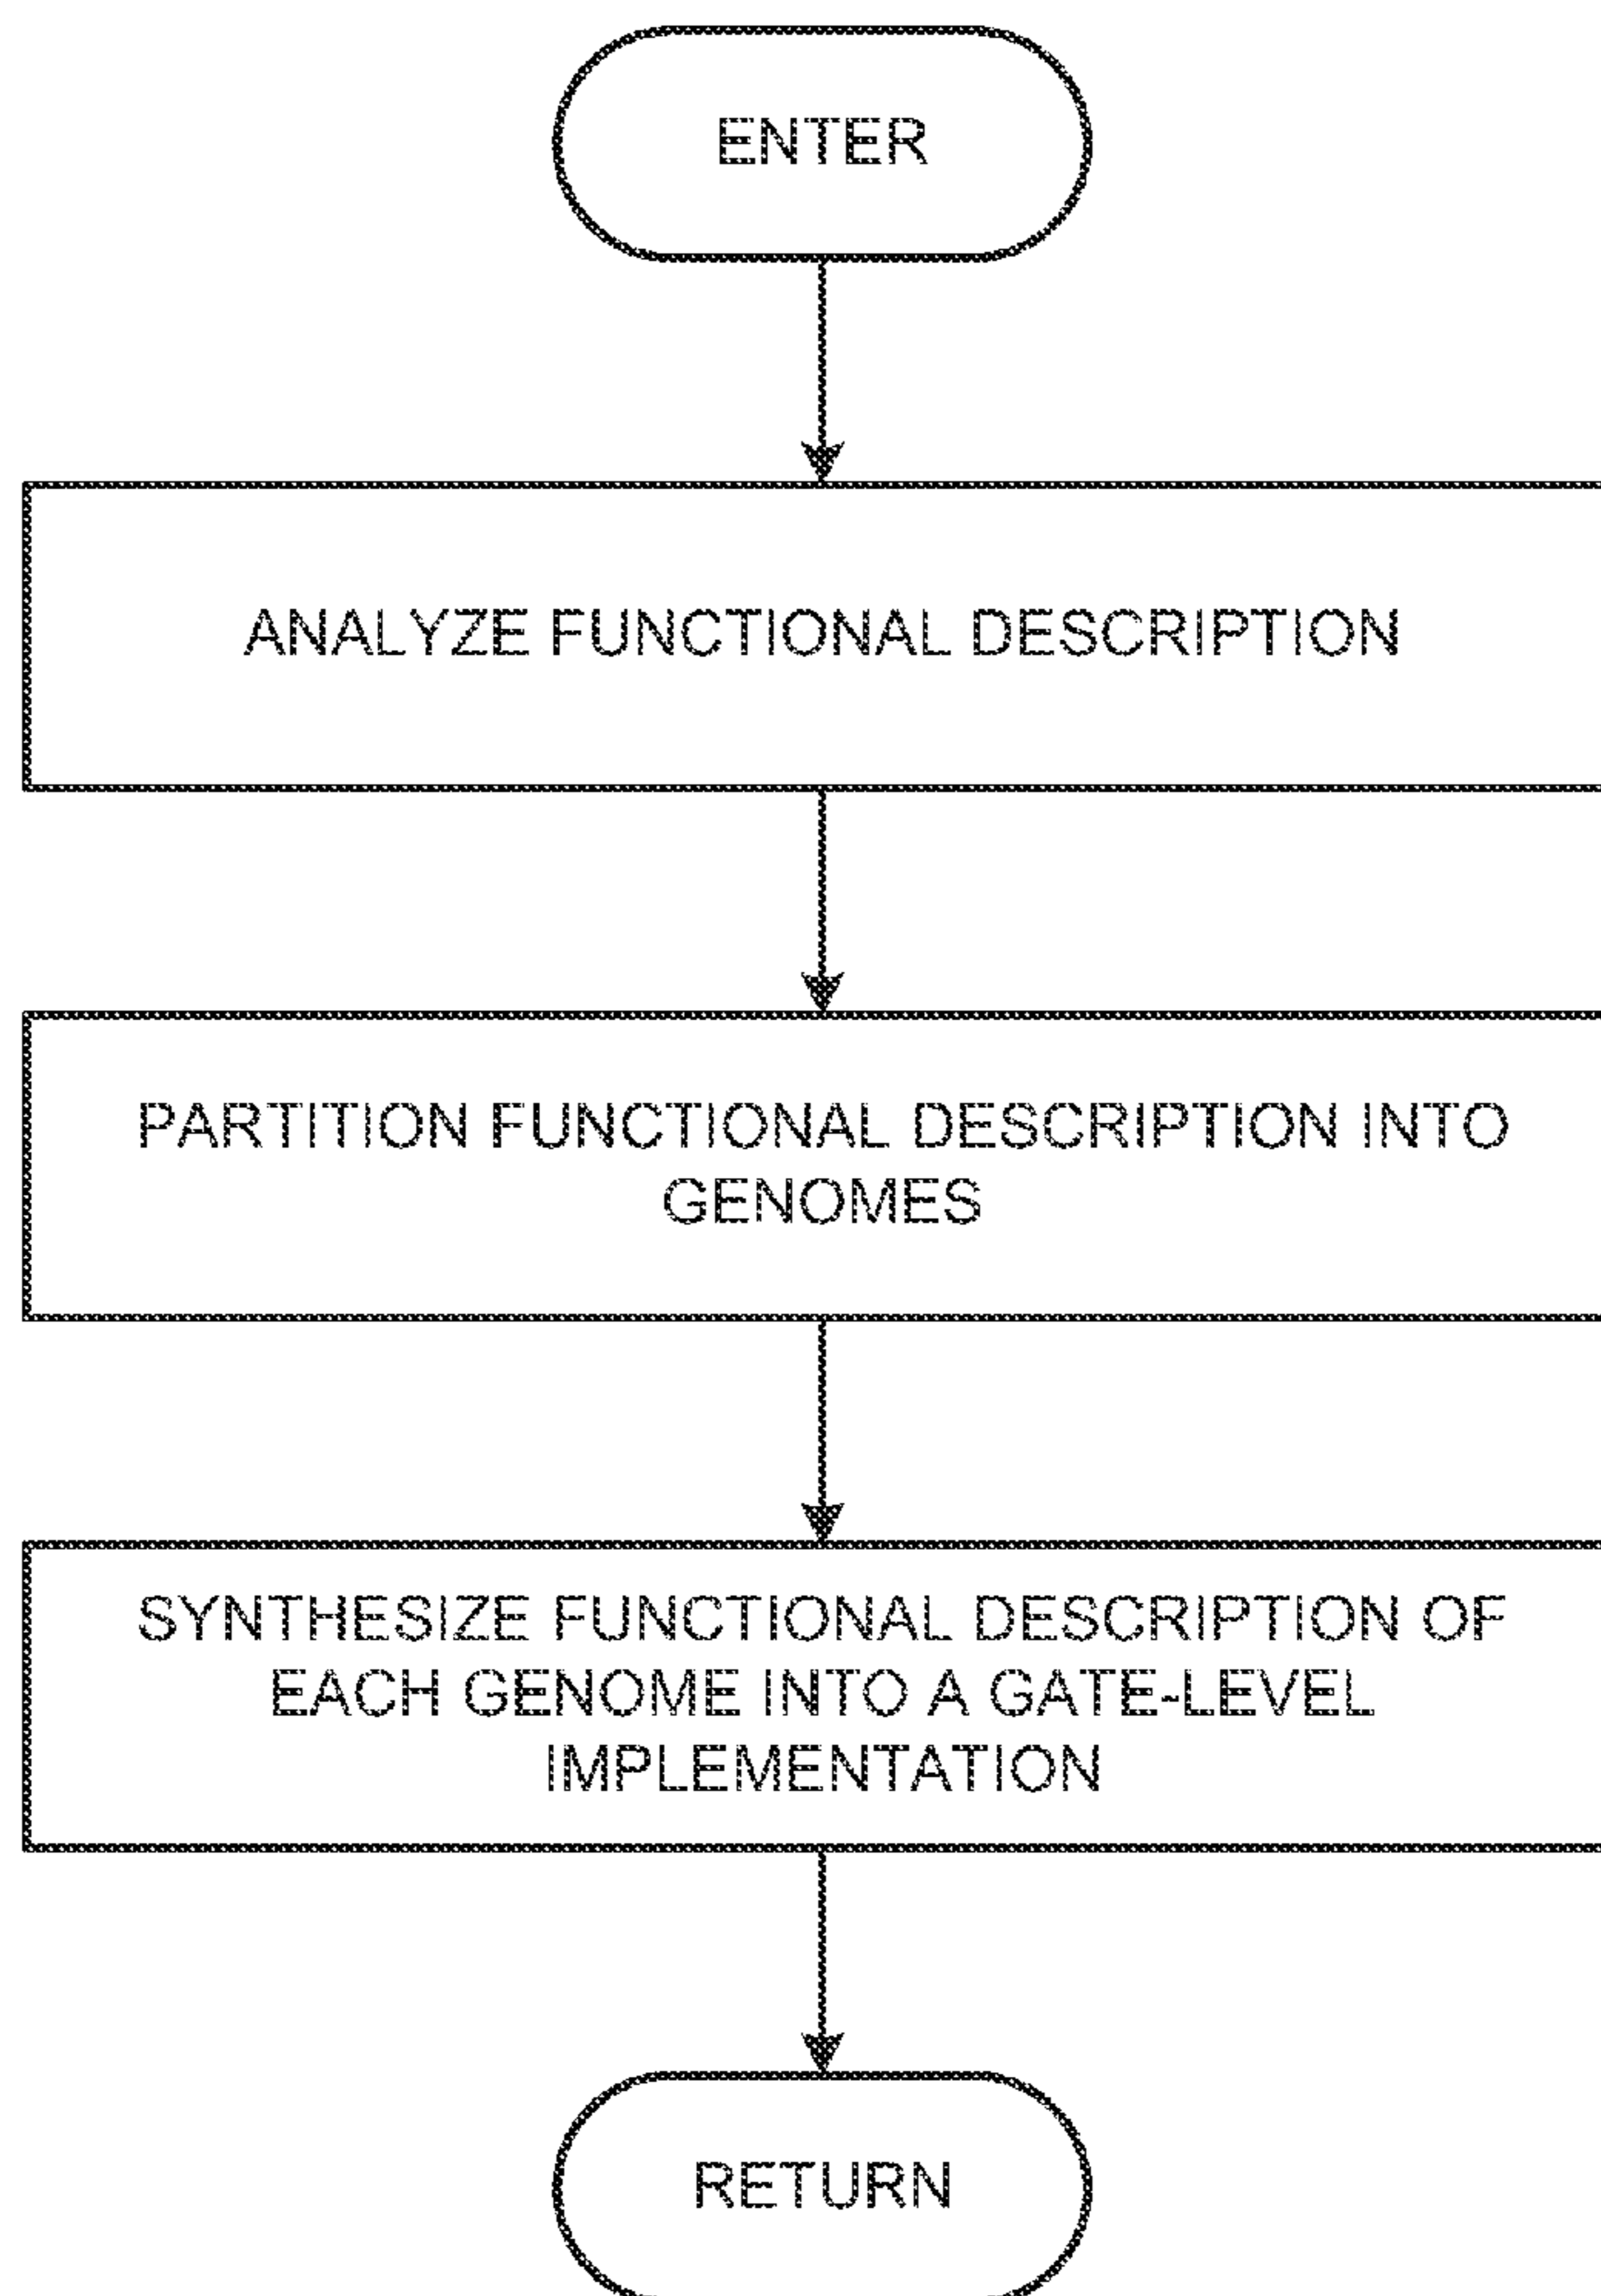 ENTER
ANALYZE FUNCTIONAL DESCRIPTION
PARTITION FUNCTIONAL DESCRIPTION INTO
GENOMES
SYNTHESIZE FUNCTIONAL DESCRIPTION OF
EACH GENOME INTO A GATE-LEVEL
IMPLEMENTATION
RETURN